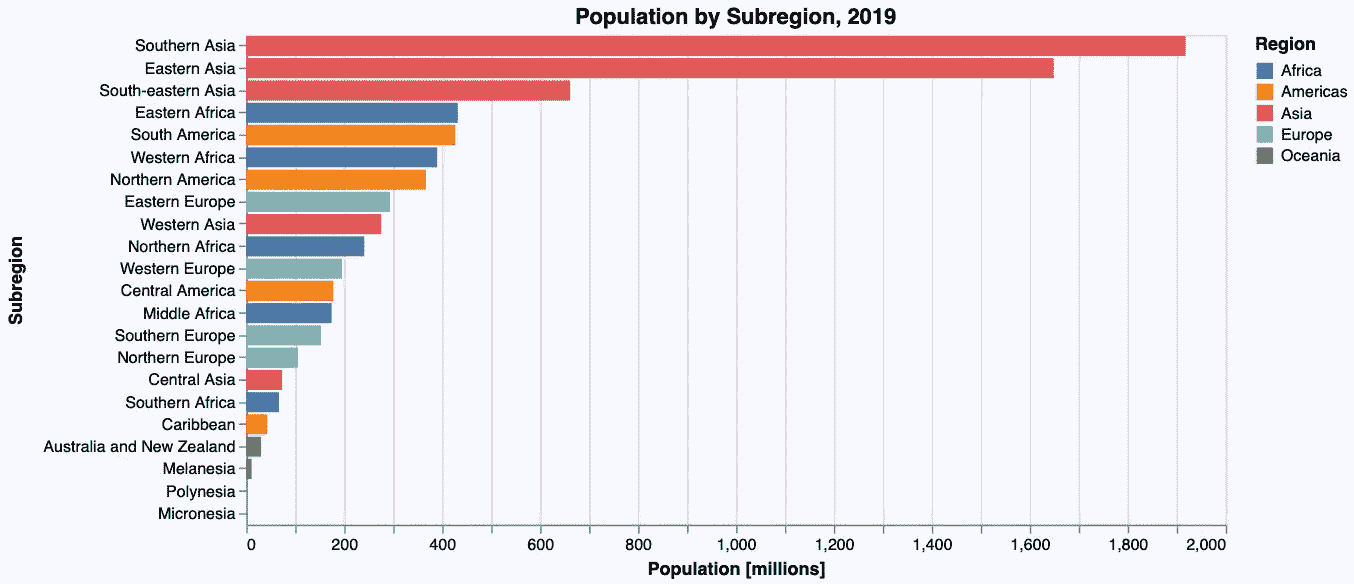 Population by Subregion, 2019
Subregion
Southern Asia
Eastern Asia
South-eastern Asia
Eastern Africa
South America
Western Africa
Northern America
Eastern Europe
Western Asia
Northern Africa
Western Europe
Central America
Middle Africa
Southern Europe
Northern Europe
Central Asia
Southern Africa
Caribbean
Australia and New Zealand
Melanesia
Polynesia
Micronesia
0 200 400 600 800 1,000 1,200 1,400 1,600 1,800 2,000
Population [millions]
Region
Africa
Americas
Asia
Europe
Oceania